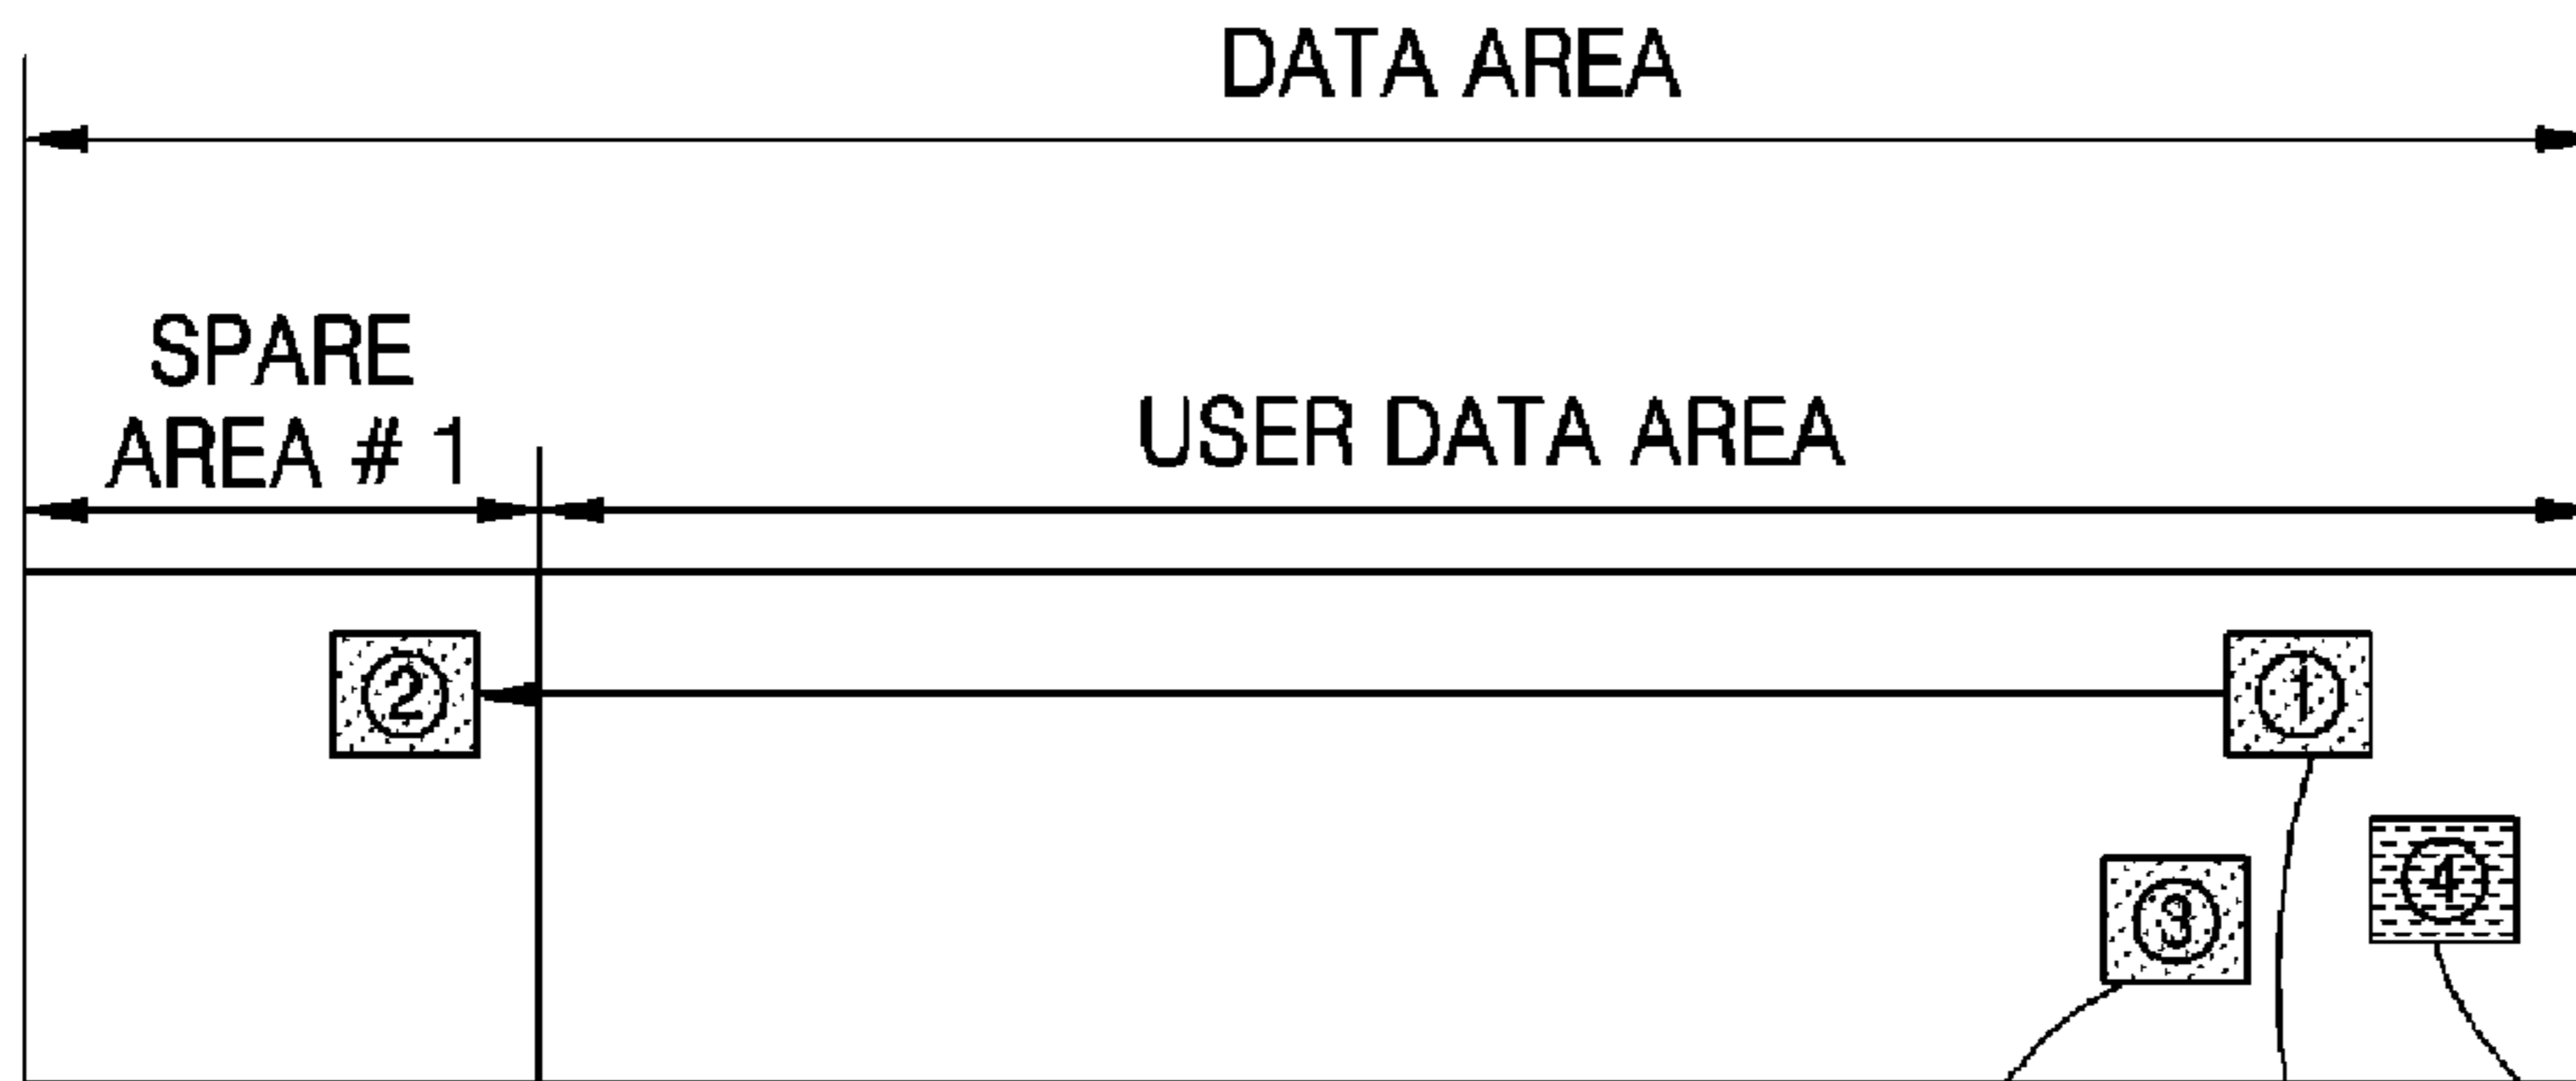 DATA AREA
SPARE
AREA # 1
USER DATA AREA
② ①
③ ④